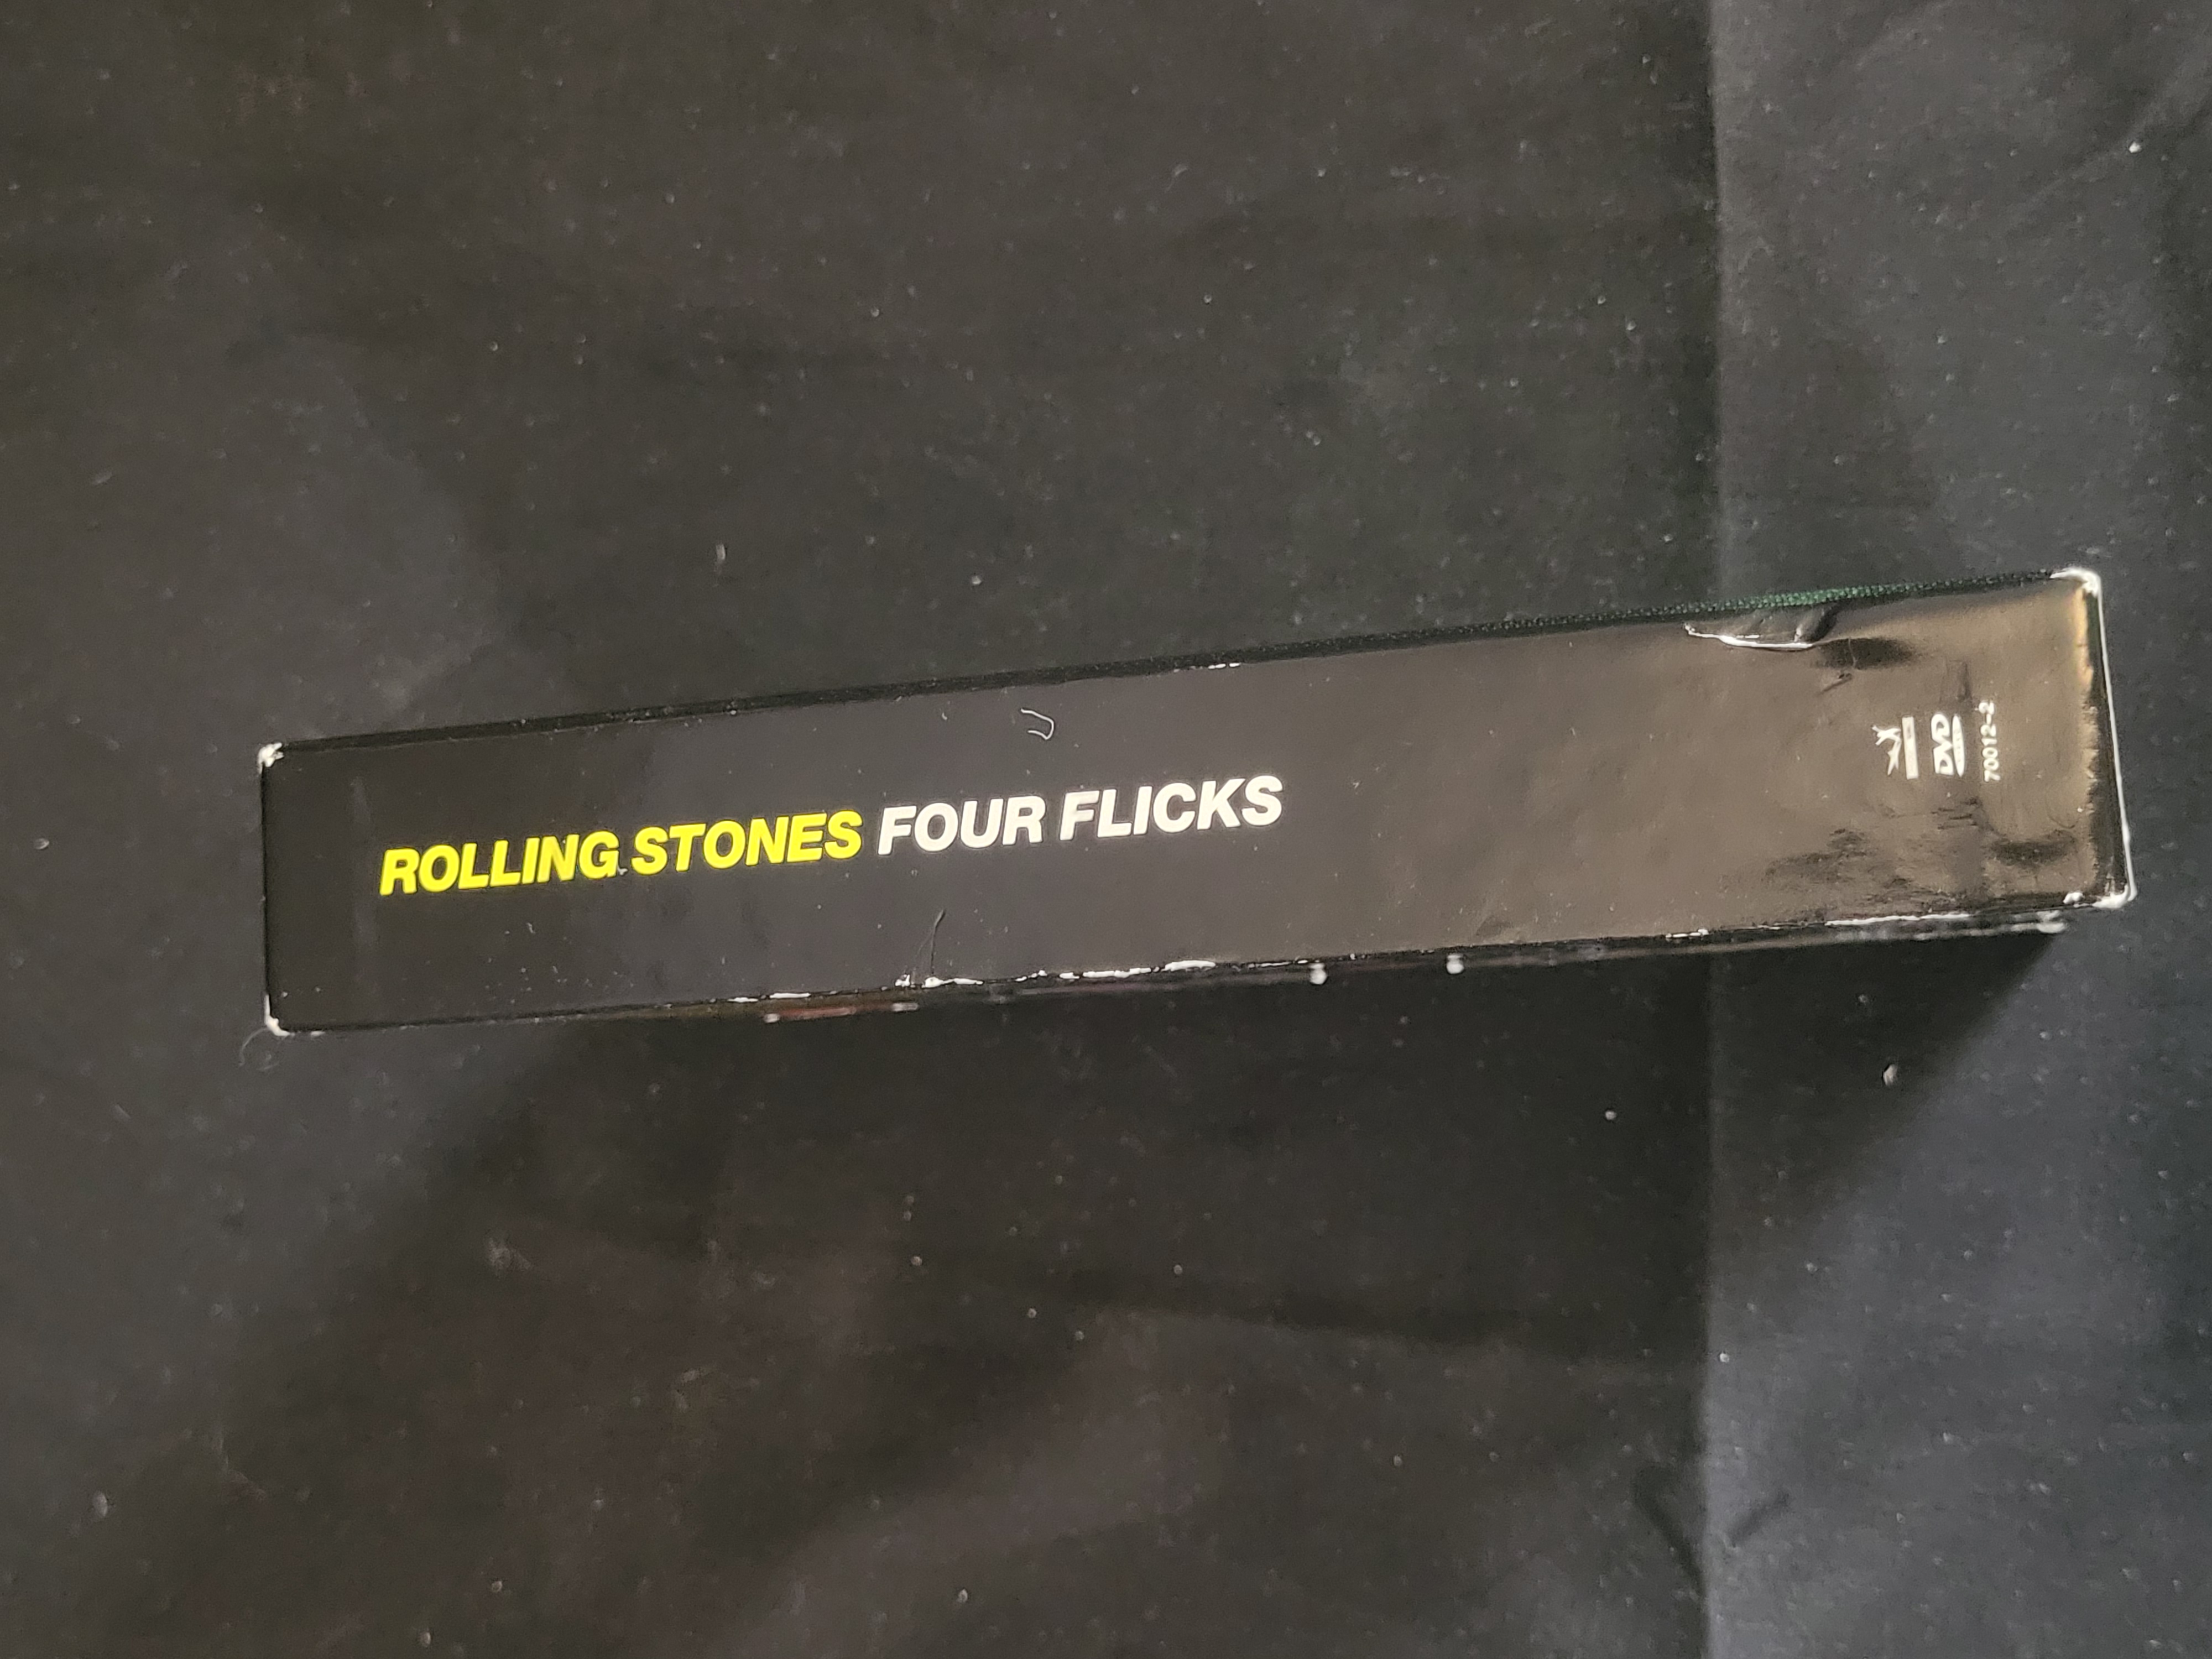 ROLLING STONES FOUR FLICKS
DVD
70012-2